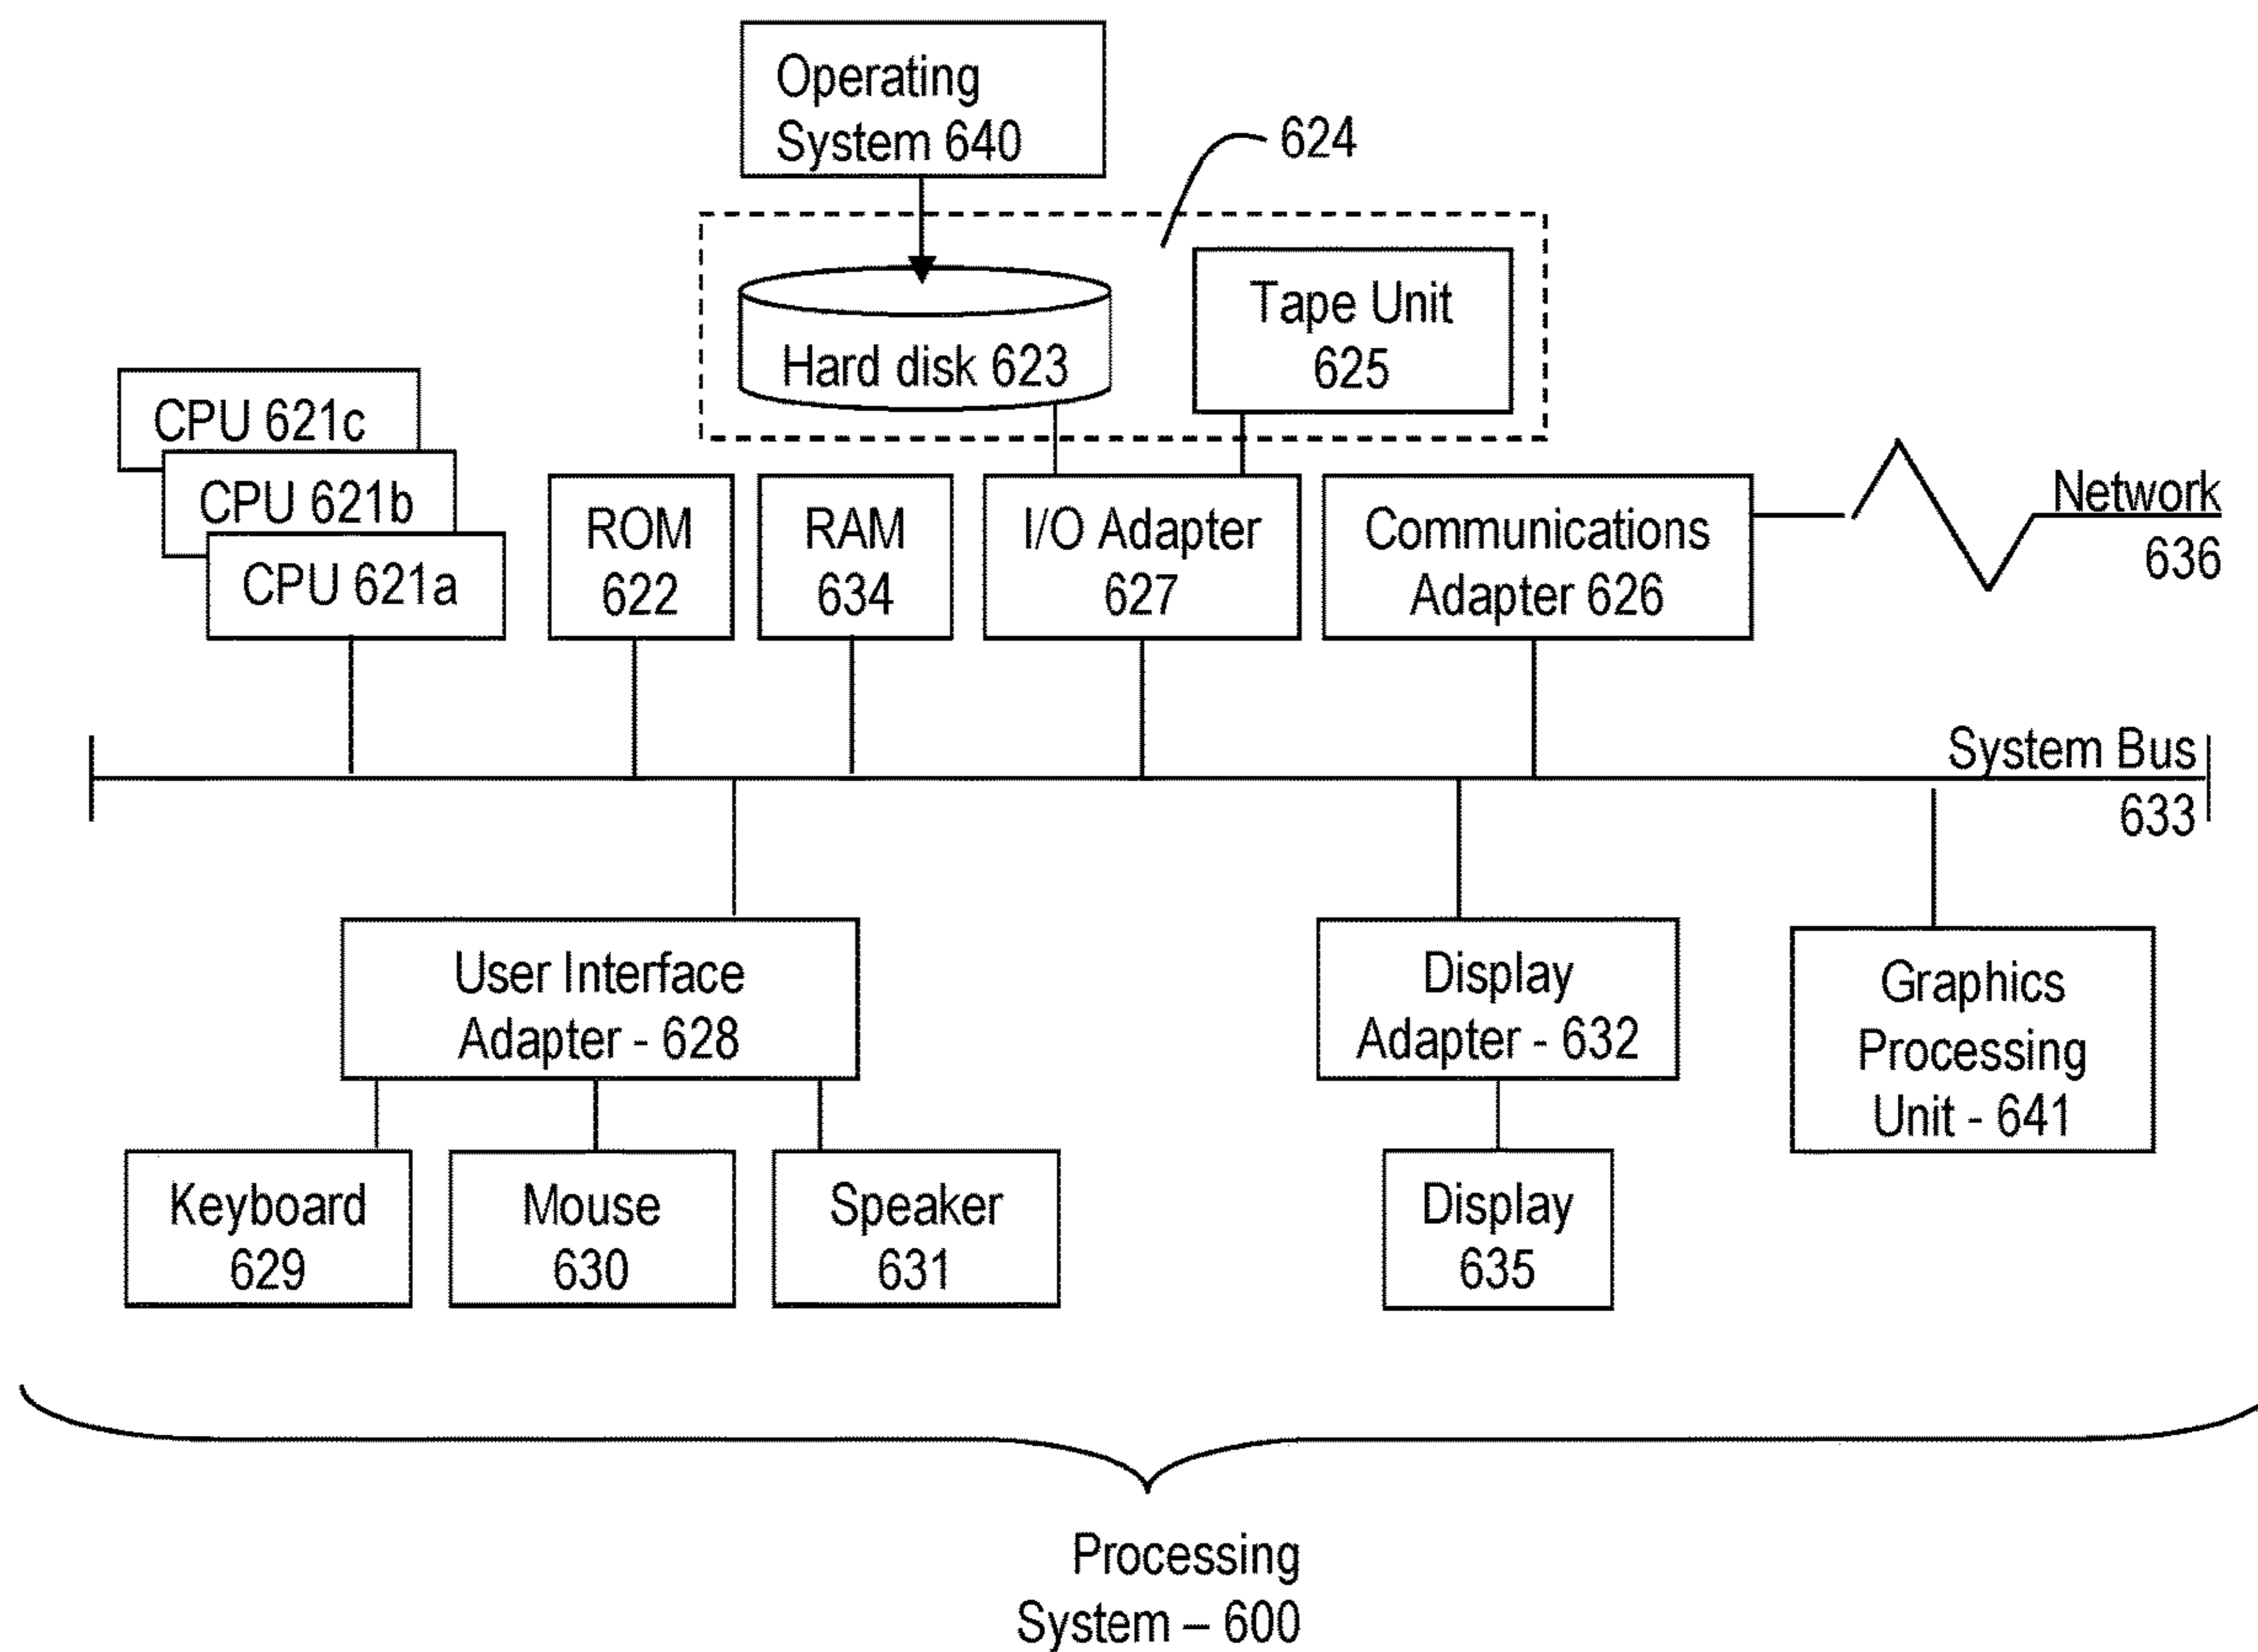 Operating
System 640
624
Hard disk 623
Tape Unit
625
CPU 621c
CPU 621b
CPU 621a
ROM
622
RAM
634
I/O Adapter
627
Communications
Adapter 626
Network
636
System Bus
633
User Interface
Adapter - 628
Display
Adapter - 632
Graphics
Processing
Unit - 641
Keyboard
629
Mouse
630
Speaker
631
Display
635
Processing
System – 600